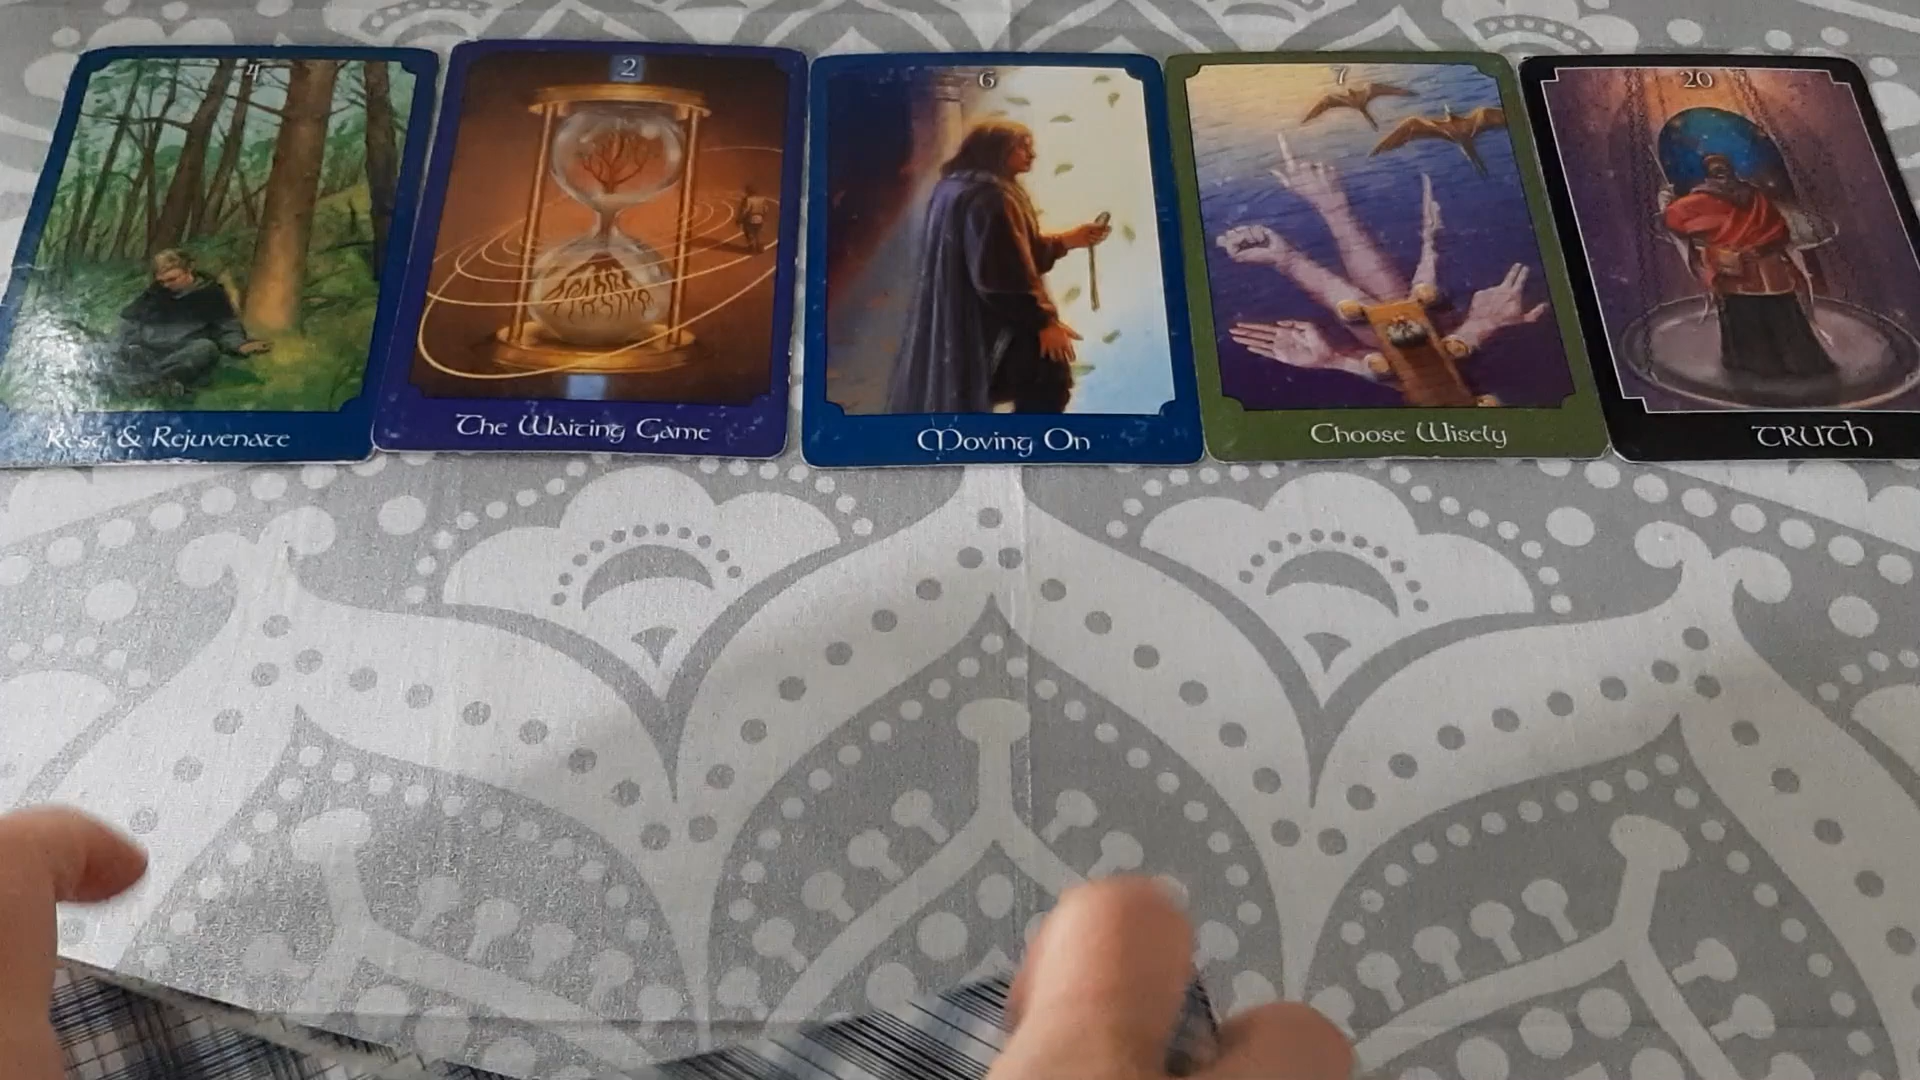 4
Rest & Rejuvenate
2
The Waiting Game
6
Moving On
7
Choose Wisely
20
TRUTH